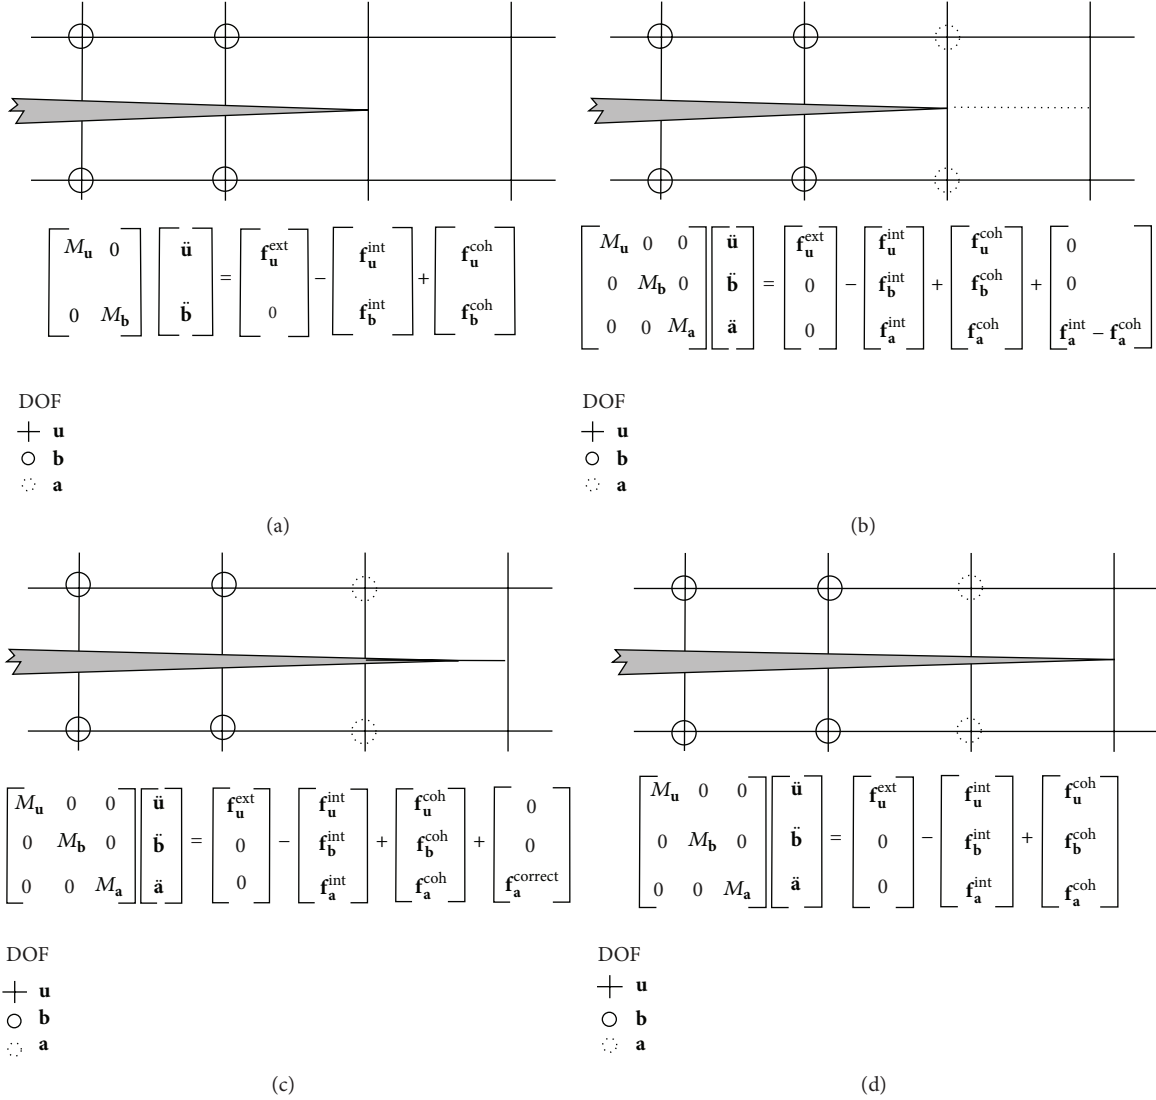 [M_u 0; 0 M_b] [ü; b̈] = [f_u^ext; 0] − [f_u^int; f_b^int] + [f_u^coh; f_b^coh]
DOF
u
b
a
(a)
[M_u 0 0; 0 M_b 0; 0 0 M_a] [ü; b̈; ä] = [f_u^ext; 0; 0] − [f_u^int; f_b^int; f_a^int] + [f_u^coh; f_b^coh; f_a^coh] + [0; 0; f_a^int − f_a^coh]
DOF
u
b
a
(b)
[M_u 0 0; 0 M_b 0; 0 0 M_a] [ü; b̈; ä] = [f_u^ext; 0; 0] − [f_u^int; f_b^int; f_a^int] + [f_u^coh; f_b^coh; f_a^coh] + [0; 0; f_a^correct]
DOF
u
b
a
(c)
[M_u 0 0; 0 M_b 0; 0 0 M_a] [ü; b̈; ä] = [f_u^ext; 0; 0] − [f_u^int; f_b^int; f_a^int] + [f_u^coh; f_b^coh; f_a^coh]
DOF
u
b
a
(d)